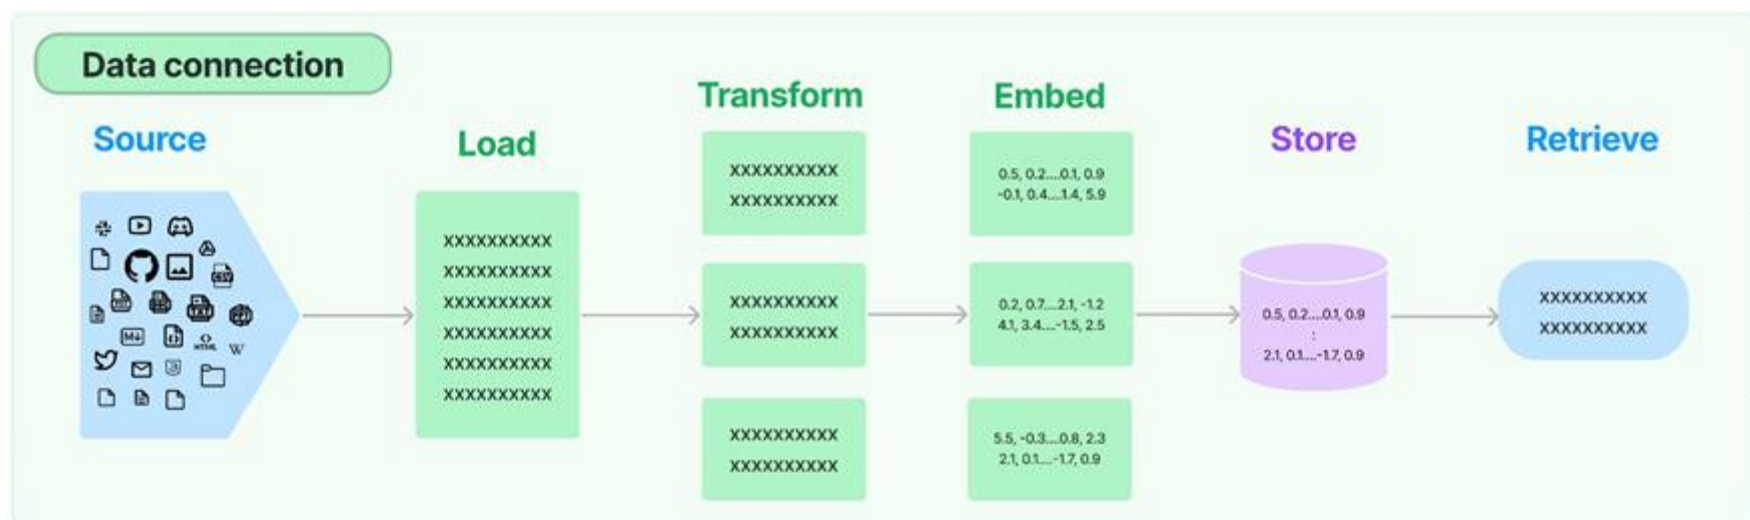 Data connection
Source
Load
Transform
Embed
Store
Retrieve
CSV
TXT
M
HTML
W
XXXXXXXXXX
XXXXXXXXXX
XXXXXXXXXX
XXXXXXXXXX
XXXXXXXXXX
XXXXXXXXXX
XXXXXXXXXX
XXXXXXXXXX
XXXXXXXXXX
XXXXXXXXXX
XXXXXXXXXX
XXXXXXXXXX
0.5, 0.2....0.1, 0.9
-0.1, 0.4....1.4, 5.9
0.2, 0.7....2.1, -1.2
4.1, 3.4....-1.5, 2.5
5.5, -0.3....0.8, 2.3
2.1, 0.1....-1.7, 0.9
0.5, 0.2....0.1, 0.9
:
2.1, 0.1....-1.7, 0.9
XXXXXXXXXX
XXXXXXXXXX